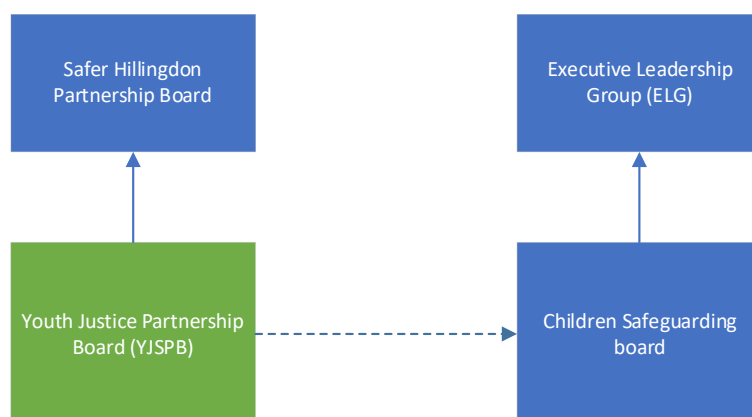 Safer Hillingdon
Partnership Board
Executive Leadership
Group (ELG)
Youth Justice Partnership
Board (YJSPB)
Children Safeguarding
board